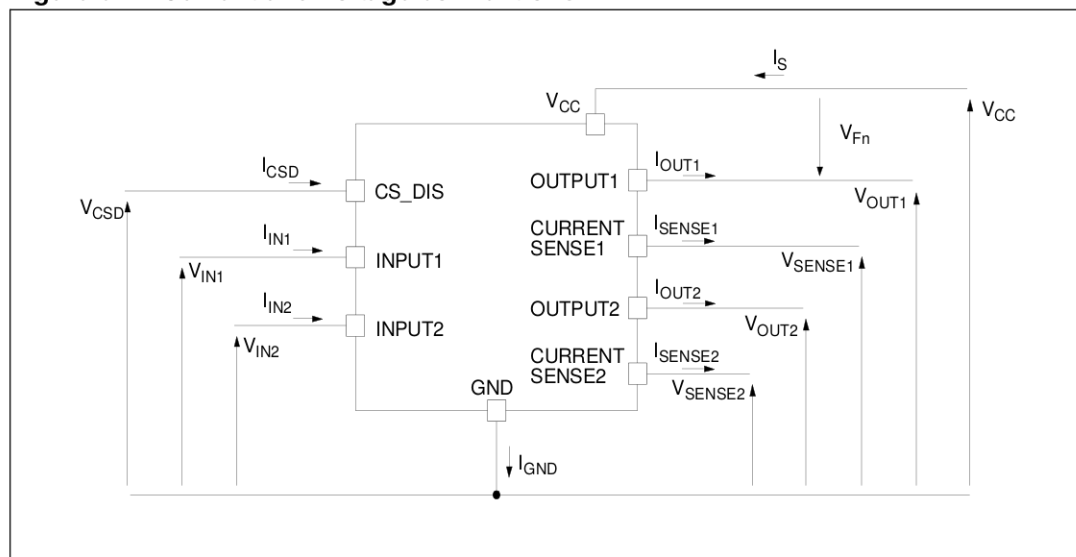 I_S
V_CC
V_CC
V_Fn
I_CSD
CS_DIS
V_CSD
OUTPUT1
I_OUT1
V_OUT1
I_IN1
INPUT1
V_IN1
CURRENT
SENSE1
I_SENSE1
V_SENSE1
I_IN2
INPUT2
V_IN2
OUTPUT2
I_OUT2
V_OUT2
CURRENT
SENSE2
I_SENSE2
V_SENSE2
GND
I_GND